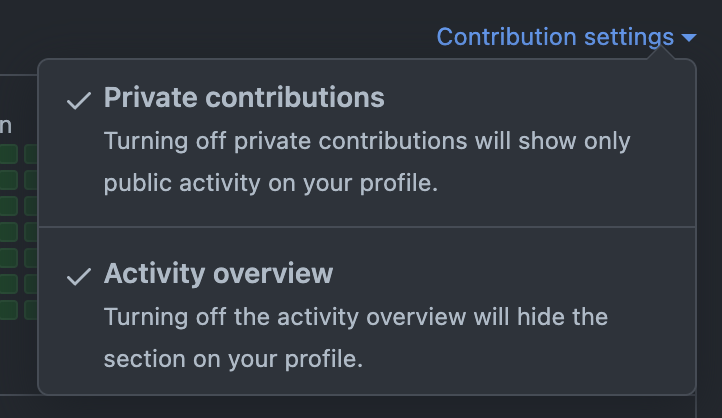 Contribution settings
n
Private contributions
Turning off private contributions will show only
public activity on your profile.
Activity overview
Turning off the activity overview will hide the
section on your profile.